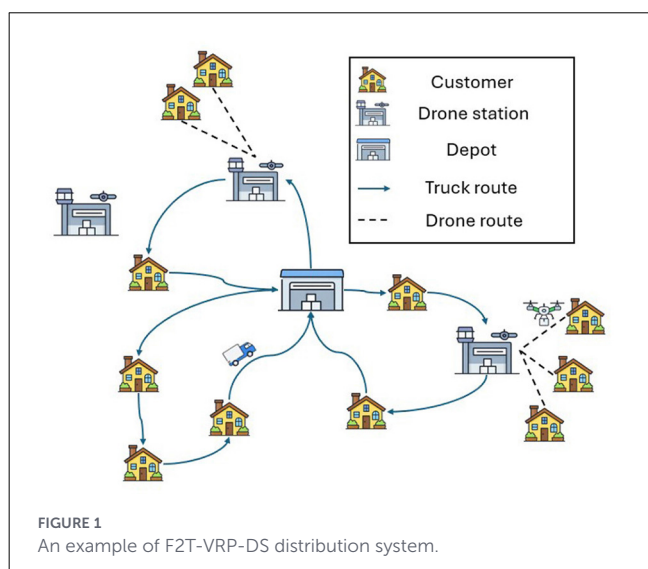 Customer
Drone station
Depot
Truck route
Drone route
FIGURE 1
An example of F2T-VRP-DS distribution system.